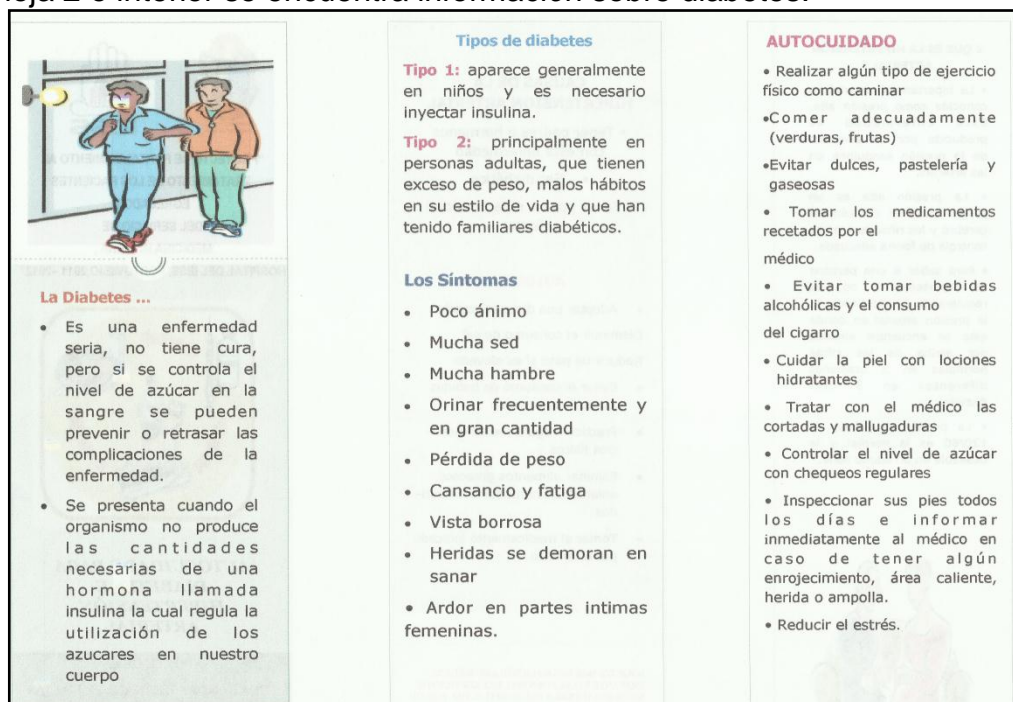 hoja 2 o interior se encuentra información sobre diabetes.
La Diabetes ...
• Es una enfermedad
seria, no tiene cura,
pero si se controla el
nivel de azúcar en la
sangre se pueden
prevenir o retrasar las
complicaciones de la
enfermedad.
• Se presenta cuando el
organismo no produce
las cantidades
necesarias de una
hormona llamada
insulina la cual regula la
utilización de los
azucares en nuestro
cuerpo
Tipos de diabetes
Tipo 1: aparece generalmente
en niños y es necesario
inyectar insulina.
Tipo 2: principalmente en
personas adultas, que tienen
exceso de peso, malos hábitos
en su estilo de vida y que han
tenido familiares diabéticos.
Los Síntomas
• Poco ánimo
• Mucha sed
• Mucha hambre
• Orinar frecuentemente y
en gran cantidad
• Pérdida de peso
• Cansancio y fatiga
• Vista borrosa
• Heridas se demoran en
sanar
• Ardor en partes intimas
femeninas.
AUTOCUIDADO
• Realizar algún tipo de ejercicio
físico como caminar
•Comer adecuadamente
(verduras, frutas)
•Evitar dulces, pastelería y
gaseosas
• Tomar los medicamentos
recetados por el
médico
• Evitar tomar bebidas
alcohólicas y el consumo
del cigarro
• Cuidar la piel con lociones
hidratantes
• Tratar con el médico las
cortadas y mallugaduras
• Controlar el nivel de azúcar
con chequeos regulares
• Inspeccionar sus pies todos
los días e informar
inmediatamente al médico en
caso de tener algún
enrojecimiento, área caliente,
herida o ampolla.
• Reducir el estrés.